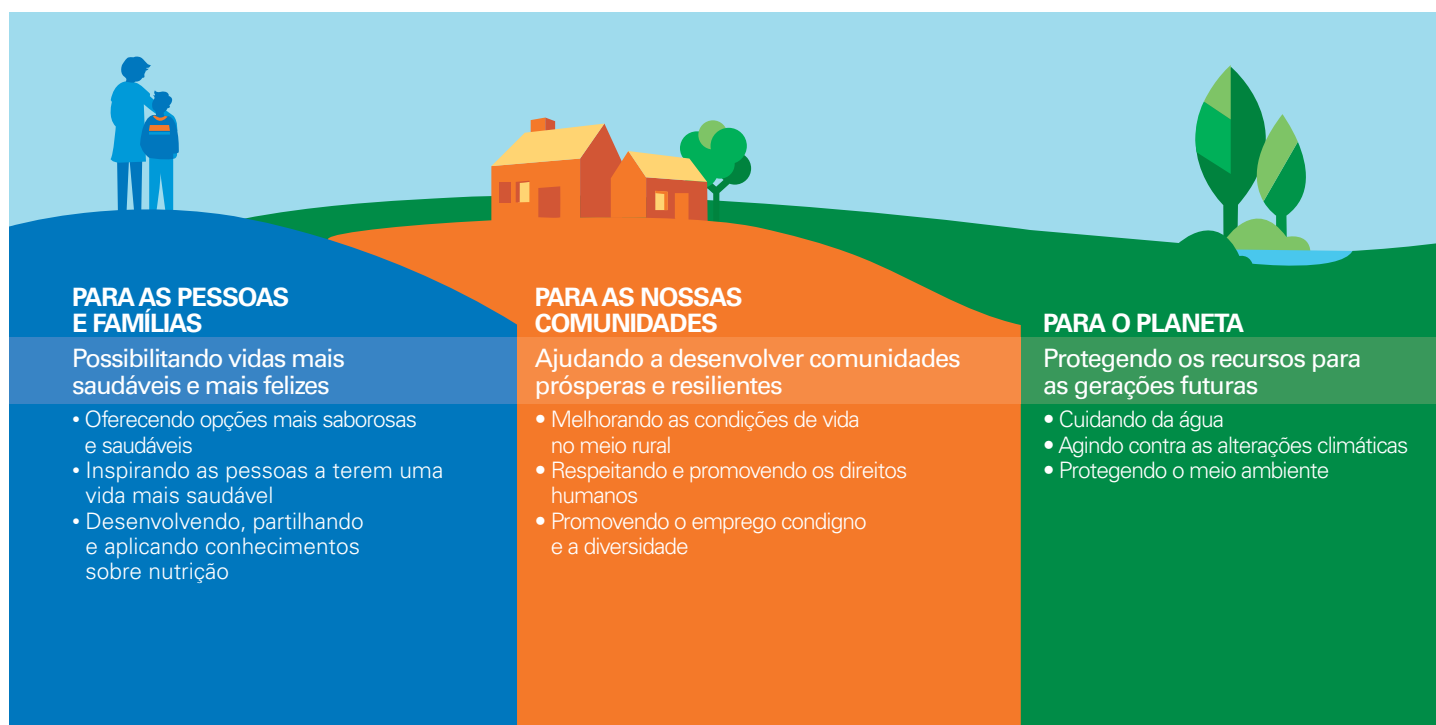 PARA AS PESSOAS
E FAMÍLIAS
Possibilitando vidas mais
saudáveis e mais felizes
• Oferecendo opções mais saborosas
e saudáveis
• Inspirando as pessoas a terem uma
vida mais saudável
• Desenvolvendo, partilhando
e aplicando conhecimentos
sobre nutrição
PARA AS NOSSAS
COMUNIDADES
Ajudando a desenvolver comunidades
prósperas e resilientes
• Melhorando as condições de vida
no meio rural
• Respeitando e promovendo os direitos
humanos
• Promovendo o emprego condigno
e a diversidade
PARA O PLANETA
Protegendo os recursos para
as gerações futuras
• Cuidando da água
• Agindo contra as alterações climáticas
• Protegendo o meio ambiente